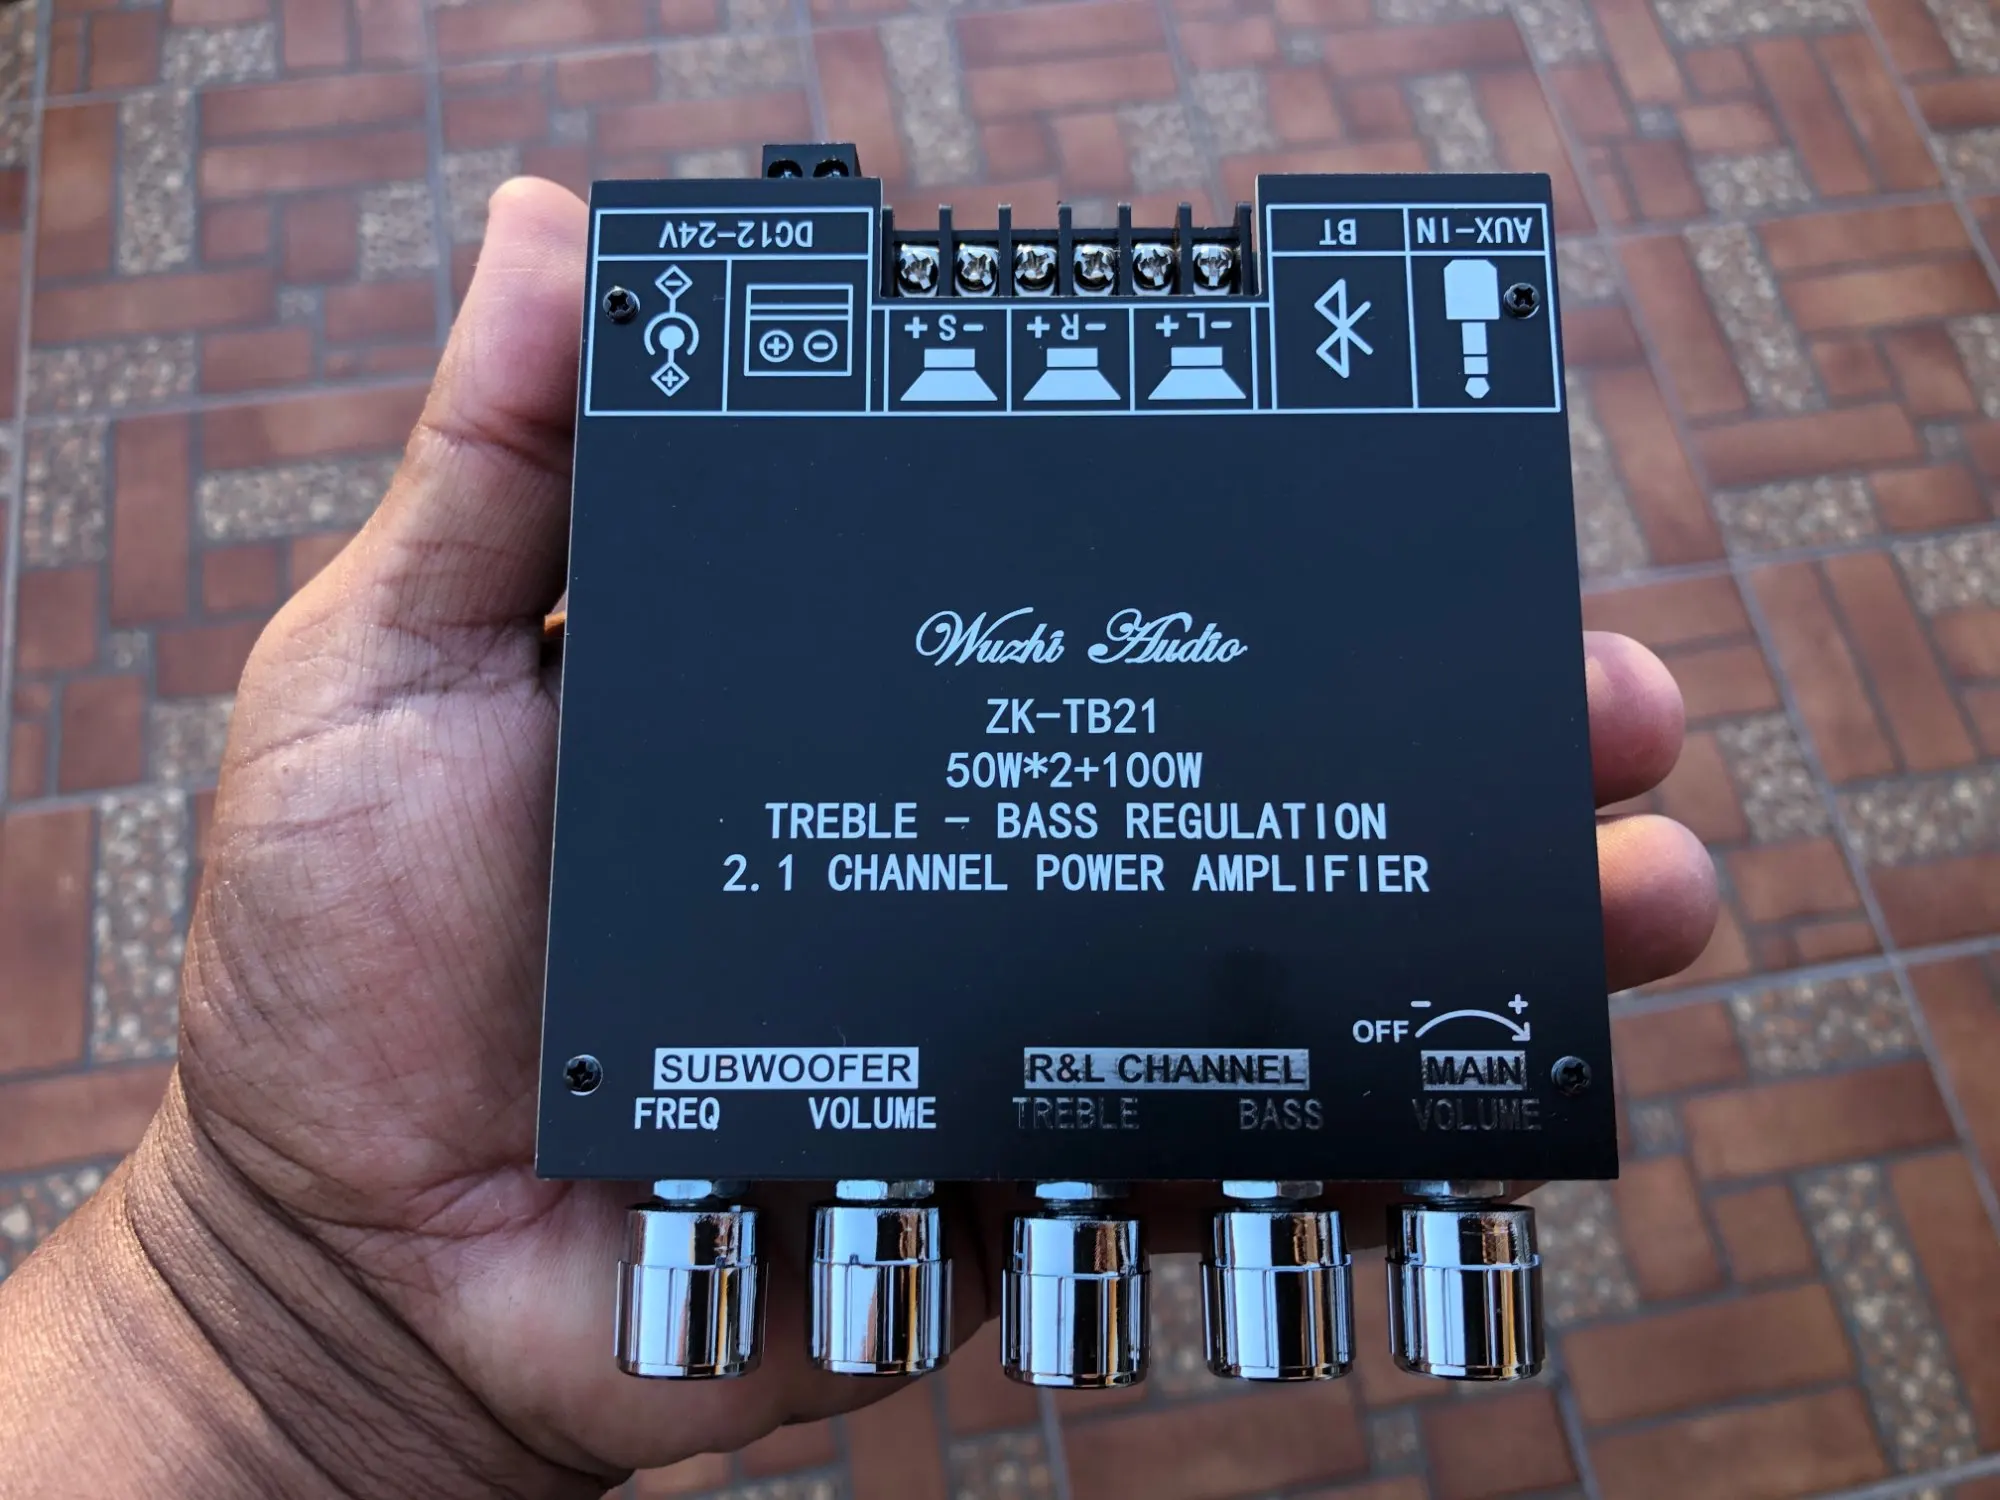 DC12-24V
BT
AUX-IN
-S+
-R+
-L+
Wuzhi Audio
ZK-TB21
50W*2+100W
TREBLE - BASS REGULATION
2.1 CHANNEL POWER AMPLIFIER
OFF - +
SUBWOOFER R&L CHANNEL MAIN
FREQ VOLUME TREBLE BASS VOLUME